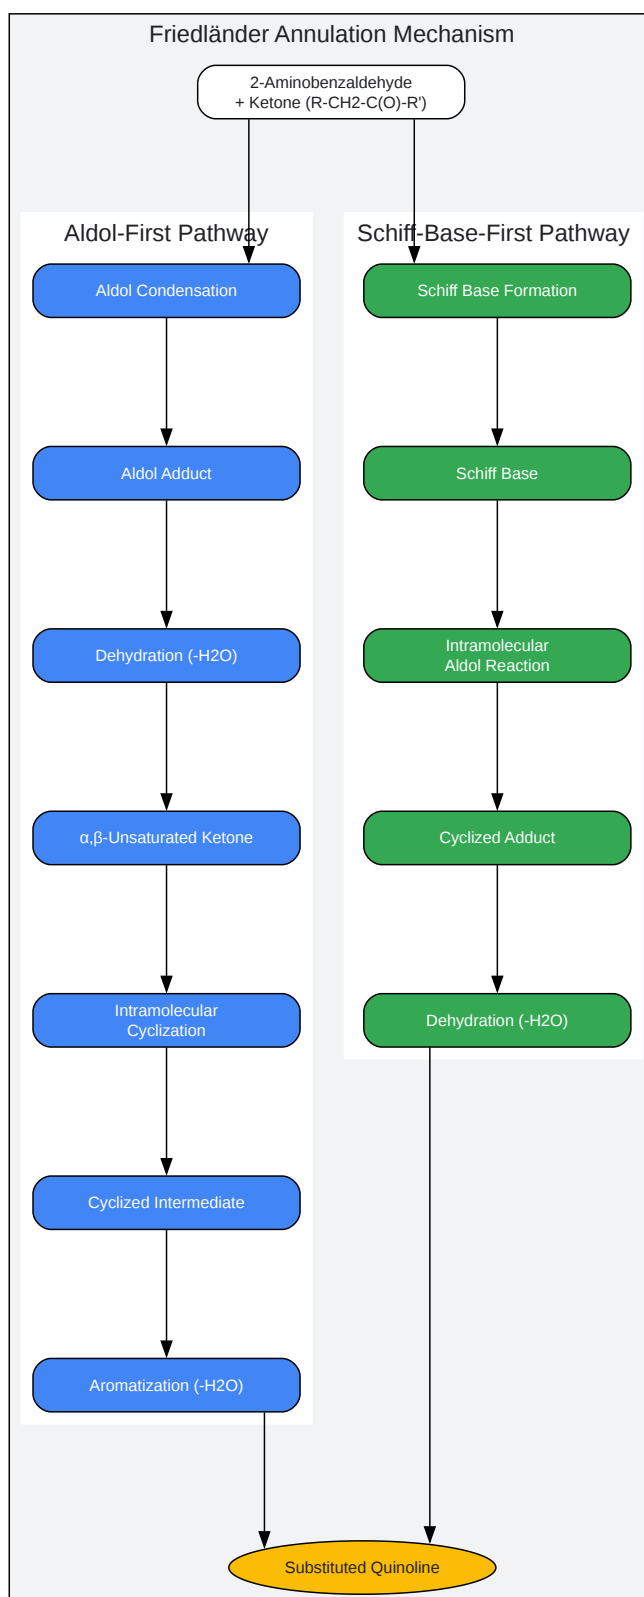 Friedländer Annulation Mechanism
2-Aminobenzaldehyde
+ Ketone (R-CH2-C(O)-R')
Aldol-First Pathway
Aldol Condensation
Aldol Adduct
Dehydration (-H2O)
α,β-Unsaturated Ketone
Intramolecular
Cyclization
Cyclized Intermediate
Aromatization (-H2O)
Schiff-Base-First Pathway
Schiff Base Formation
Schiff Base
Intramolecular
Aldol Reaction
Cyclized Adduct
Dehydration (-H2O)
Substituted Quinoline